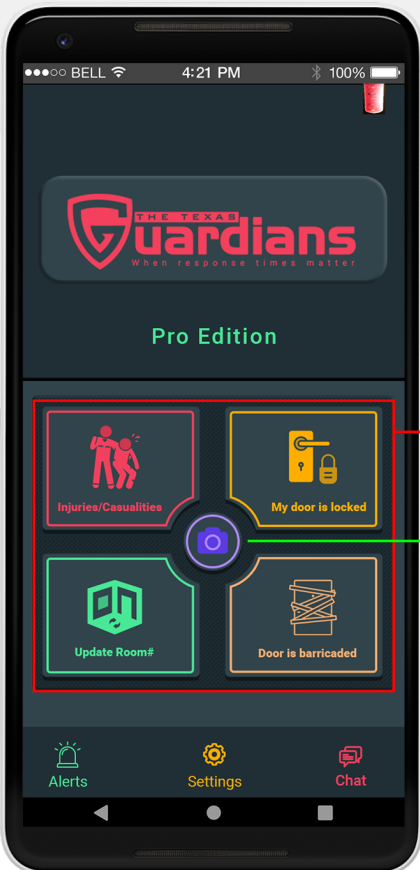 BELL 4:21 PM 100%
THE TEXAS
Guardians
When response times matter
Pro Edition
Injuries/Casualities
My door is locked
Update Room#
Door is barricaded
Alerts
Settings
Chat